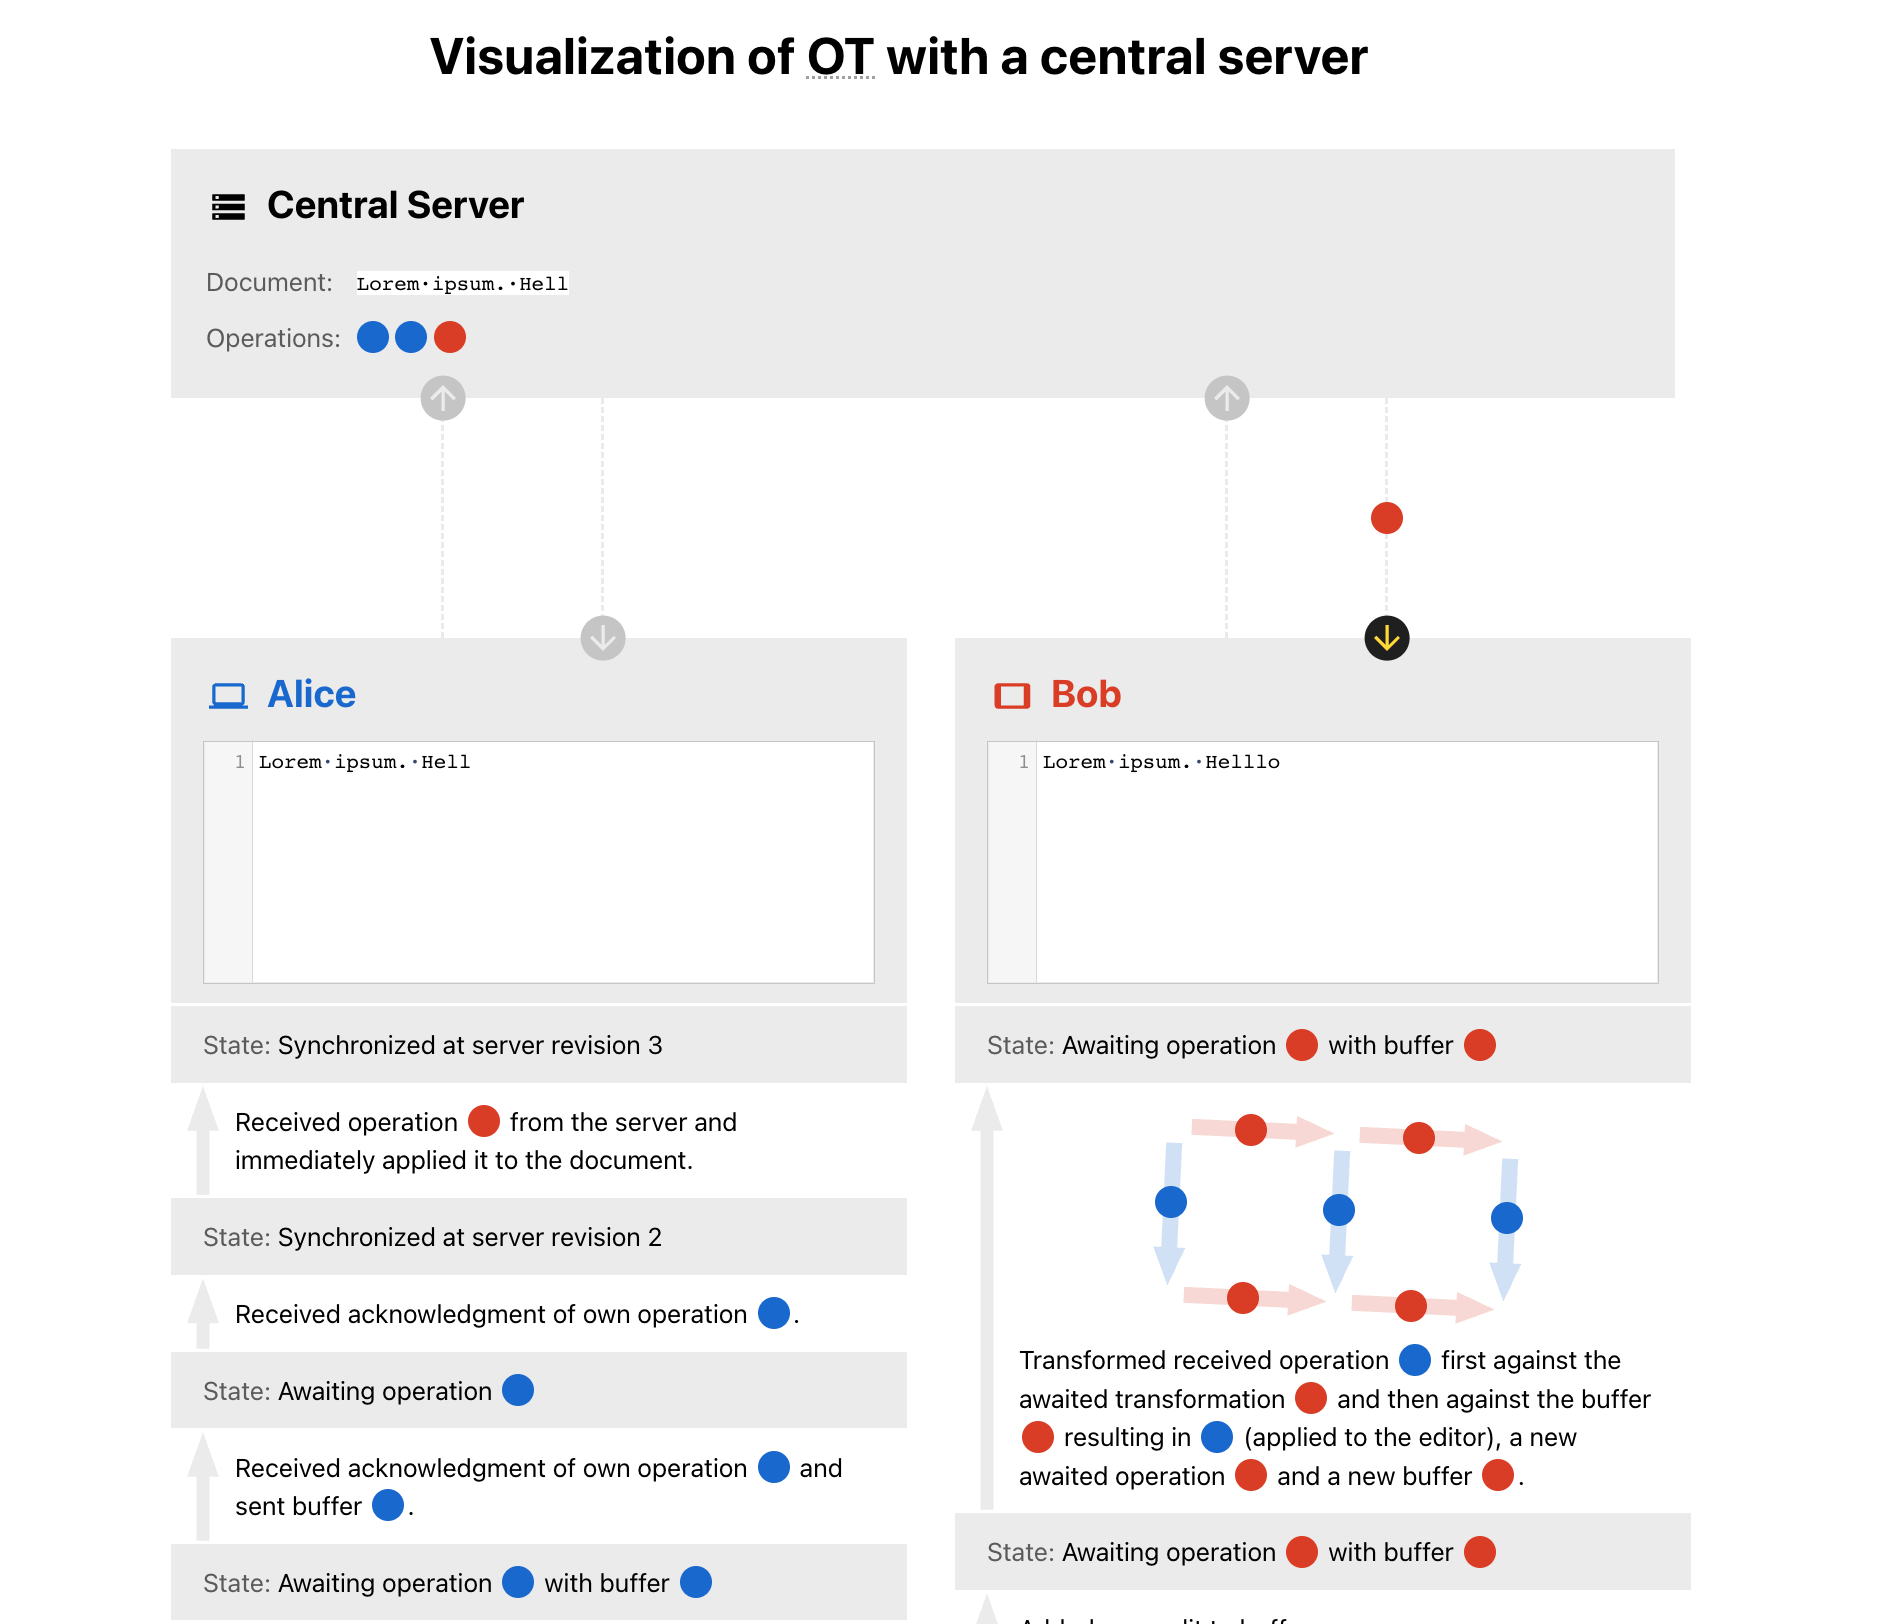 Visualization of OT with a central server
Central Server
Document: Lorem·ipsum.·Hell
Operations:
Alice
1 Lorem·ipsum.·Hell
State: Synchronized at server revision 3
Received operation from the server and
immediately applied it to the document.
State: Synchronized at server revision 2
Received acknowledgment of own operation .
State: Awaiting operation
Received acknowledgment of own operation and
sent buffer .
State: Awaiting operation with buffer
Bob
1 Lorem·ipsum.·Helllo
State: Awaiting operation with buffer
Transformed received operation first against the
awaited transformation and then against the buffer
resulting in (applied to the editor), a new
awaited operation and a new buffer .
State: Awaiting operation with buffer